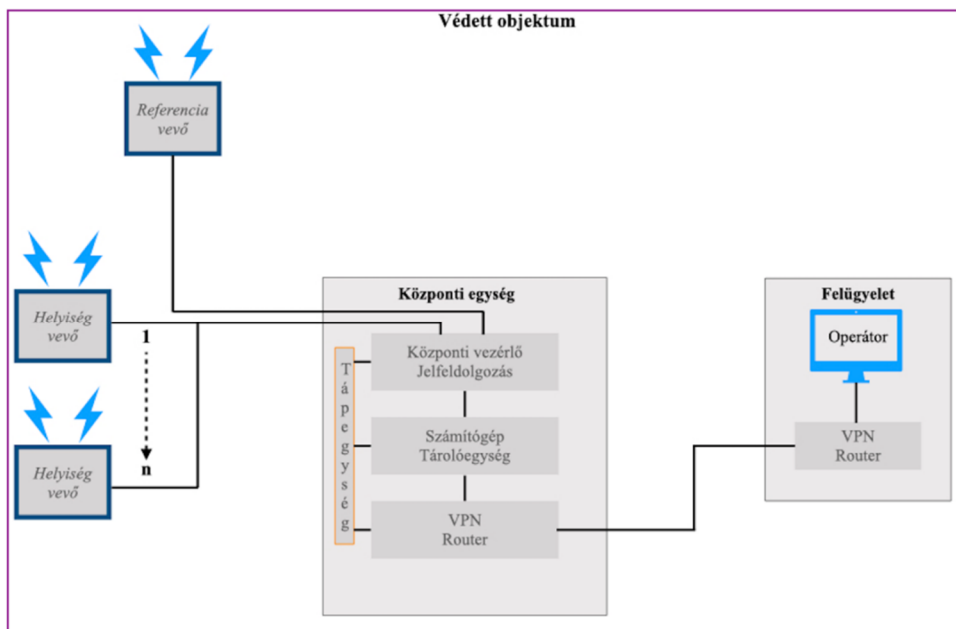 Védett objektum
Referencia
vevő
Helyiség
vevő
1
n
Helyiség
vevő
Központi egység
Központi vezérlő
Jelfeldolgozás
Tápegység
Számítógép
Tárolóegység
VPN
Router
Felügyelet
Operátor
VPN
Router